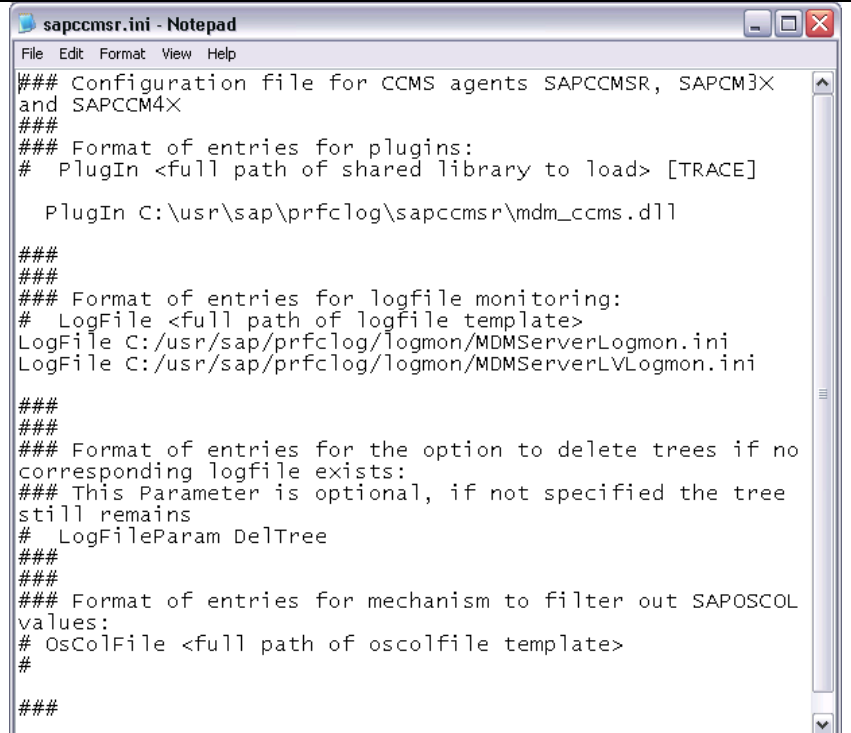 sapccmsr.ini - Notepad
File Edit Format View Help
### Configuration file for CCMS agents SAPCCMSR, SAPCM3X
and SAPCCM4X
###
### Format of entries for plugins:
#  PlugIn <full path of shared library to load> [TRACE]
  PlugIn C:\usr\sap\prfclog\sapccmsr\mdm_ccms.dll
###
###
### Format of entries for logfile monitoring:
#  LogFile <full path of logfile template>
LogFile C:/usr/sap/prfclog/logmon/MDMServerLogmon.ini
LogFile C:/usr/sap/prfclog/logmon/MDMServerLVLogmon.ini
###
###
### Format of entries for the option to delete trees if no
corresponding logfile exists:
### This Parameter is optional, if not specified the tree
still remains
#  LogFileParam DelTree
###
###
### Format of entries for mechanism to filter out SAPOSCOL
values:
# OsColFile <full path of oscolfile template>
#
###